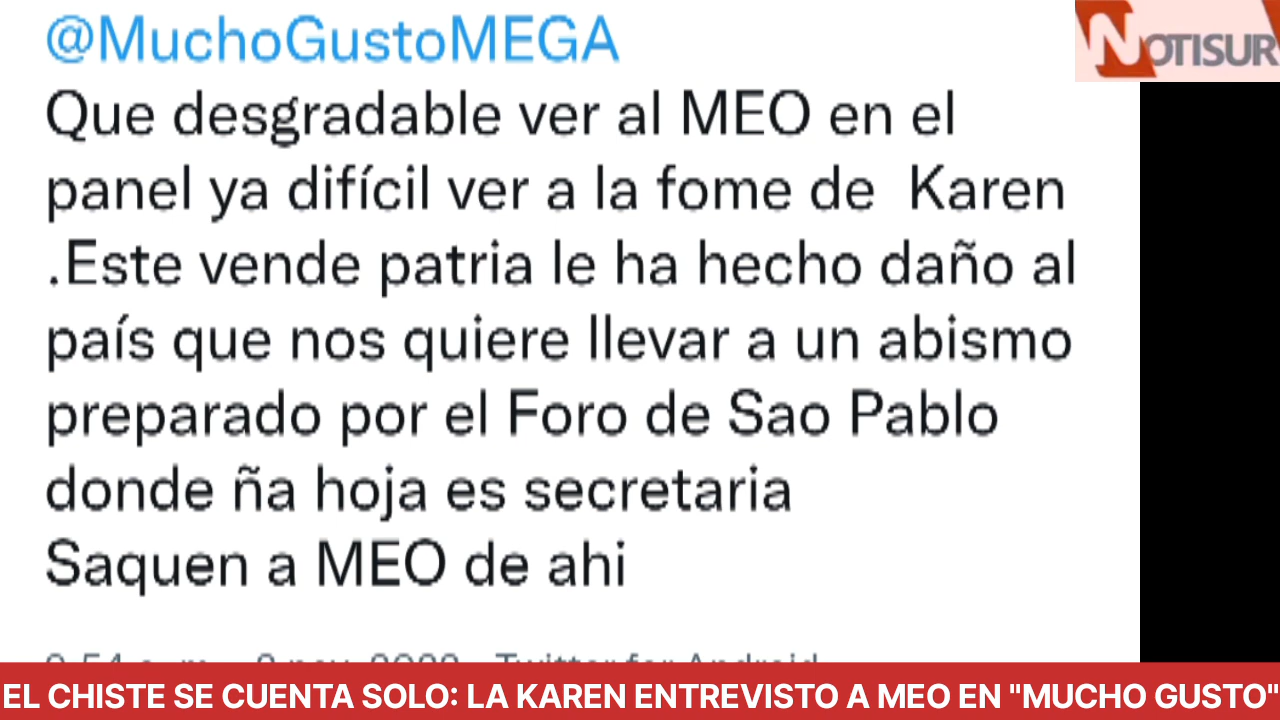 @MuchoGustoMEGA
NOTISUR
Que desgradable ver al MEO en el
panel ya difícil ver a la fome de Karen
.Este vende patria le ha hecho daño al
país que nos quiere llevar a un abismo
preparado por el Foro de Sao Pablo
donde ña hoja es secretaria
Saquen a MEO de ahi
Twitter for Android
EL CHISTE SE CUENTA SOLO: LA KAREN ENTREVISTO A MEO EN "MUCHO GUSTO"